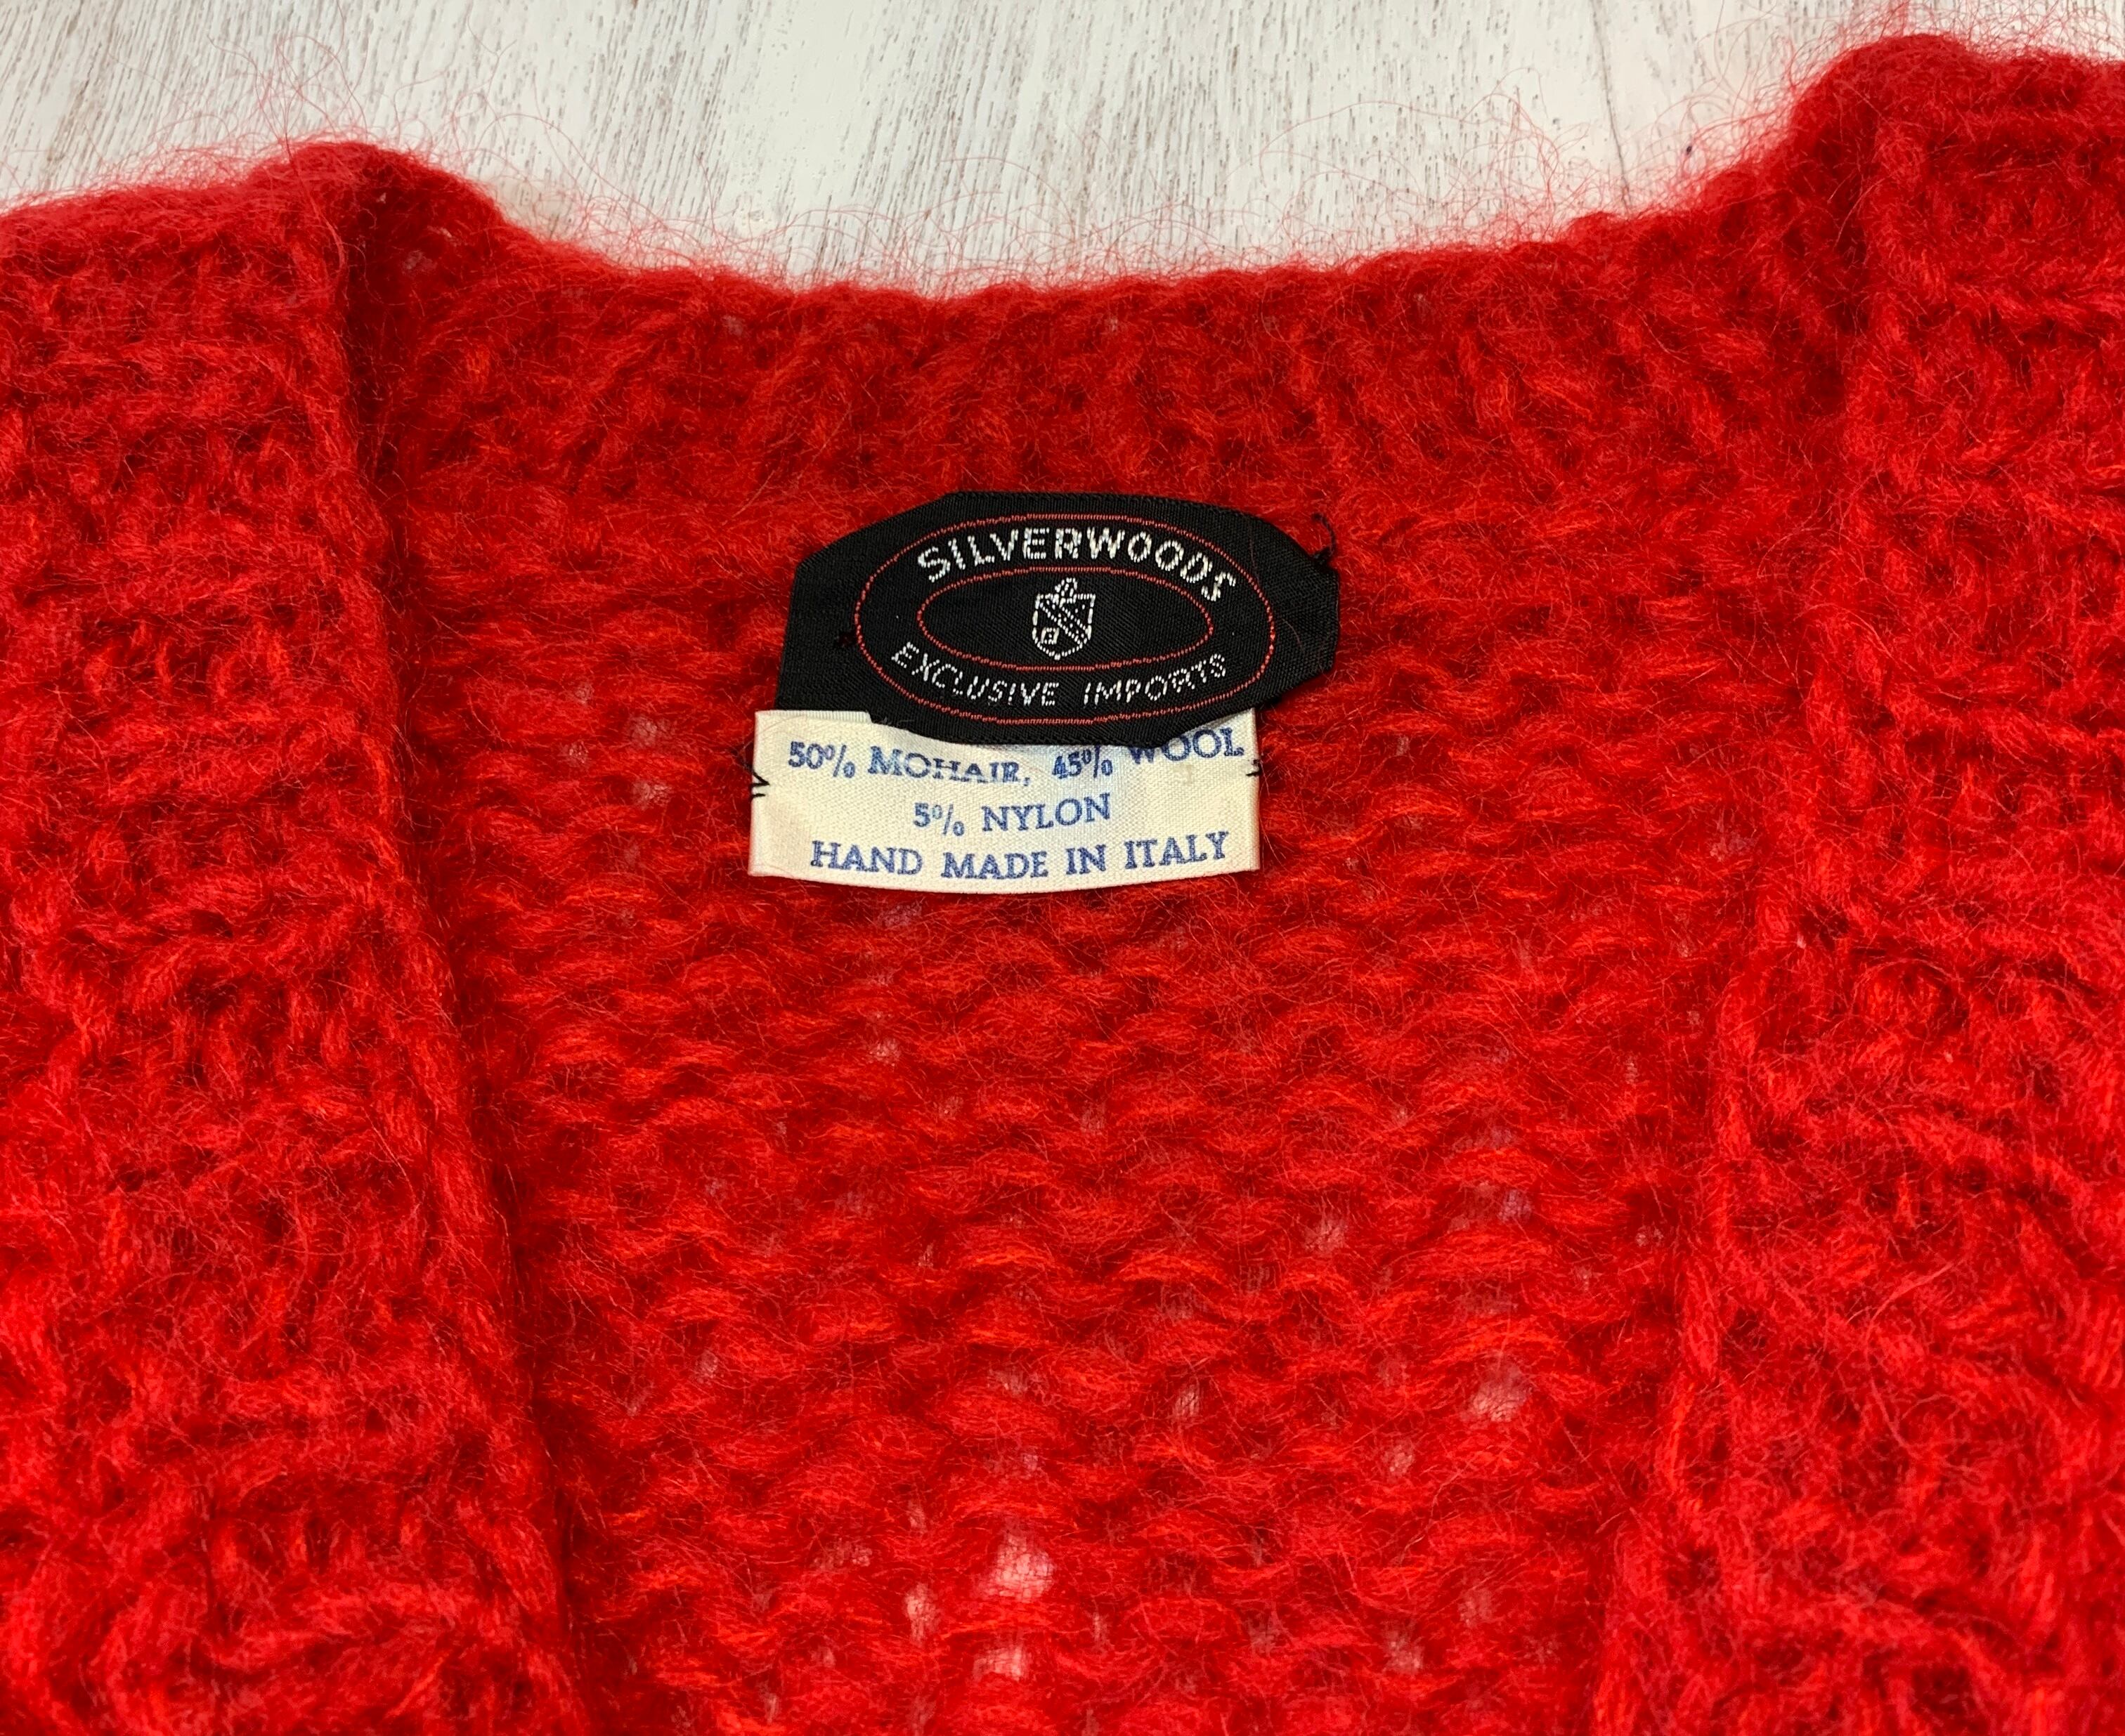 SILVERWOODS
EXCLUSIVE IMPORTS
50% MOHAIR, 45% WOOL
5% NYLON
HAND MADE IN ITALY